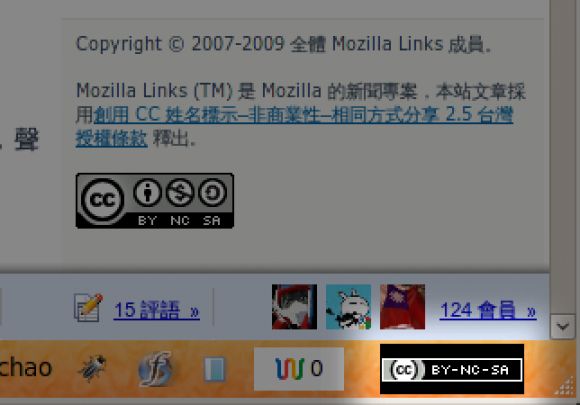 Copyright © 2007-2009 全體 Mozilla Links 成員。
Mozilla Links (TM) 是 Mozilla 的新聞專案，本站文章採
用創用 CC 姓名標示─非商業性─相同方式分享 2.5 台灣
，聲
授權條款 釋出。
cc
BY NC SA
15 評語 »
124 會員 »
chao
f
0
cc BY-NC-SA